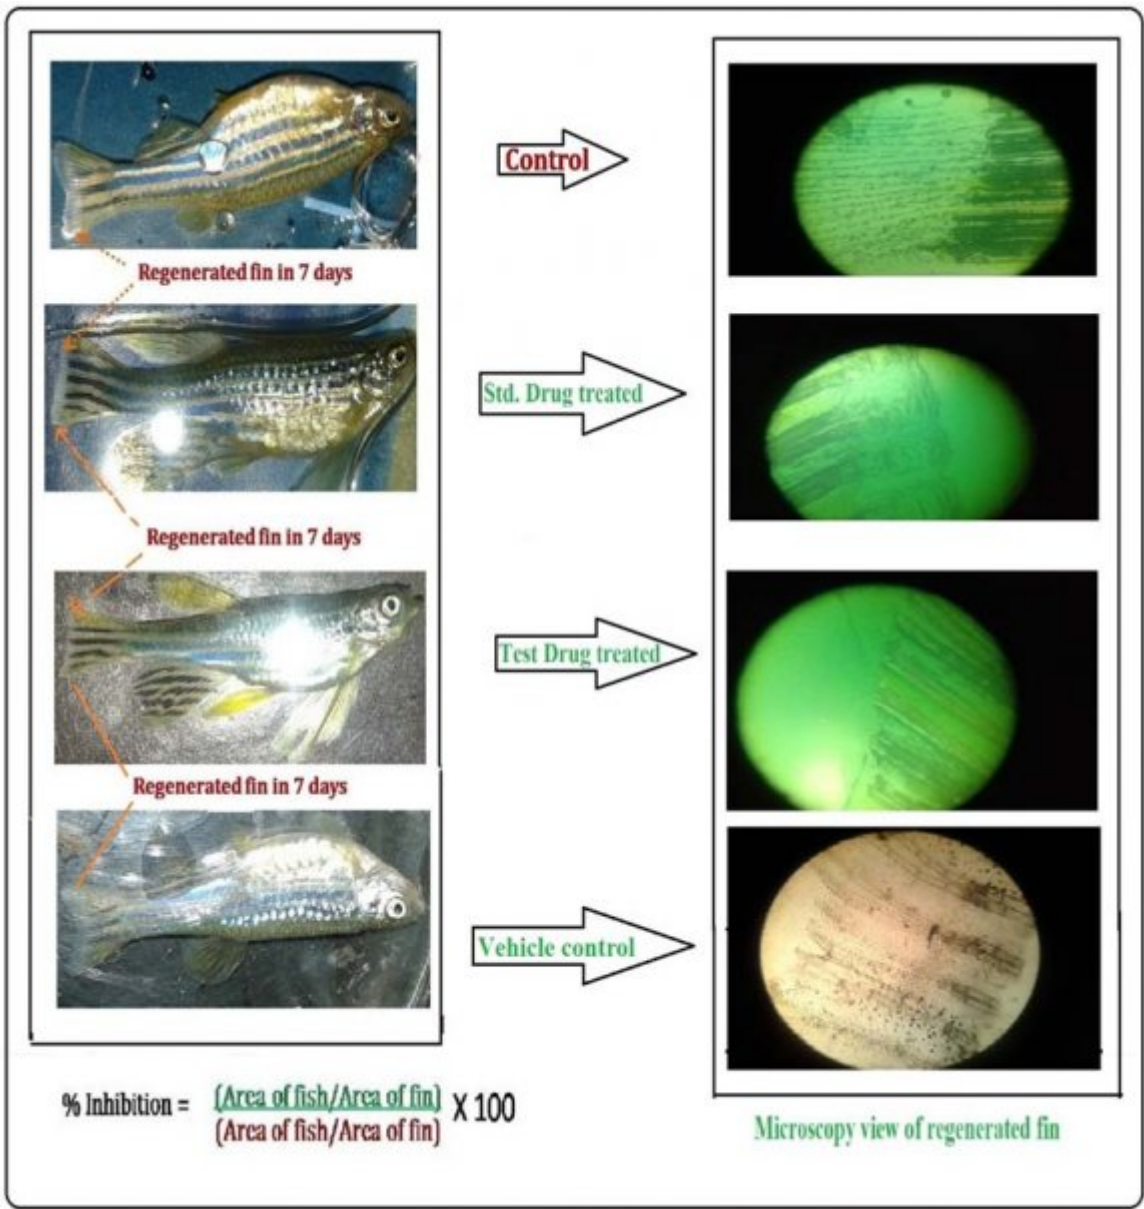 Control
Regenerated fin in 7 days
Std. Drug treated
Regenerated fin in 7 days
Test Drug treated
Regenerated fin in 7 days
Vehicle control
% Inhibition = (Area of fish/Area of fin) X 100
(Area of fish/Area of fin)
Microscopy view of regenerated fin